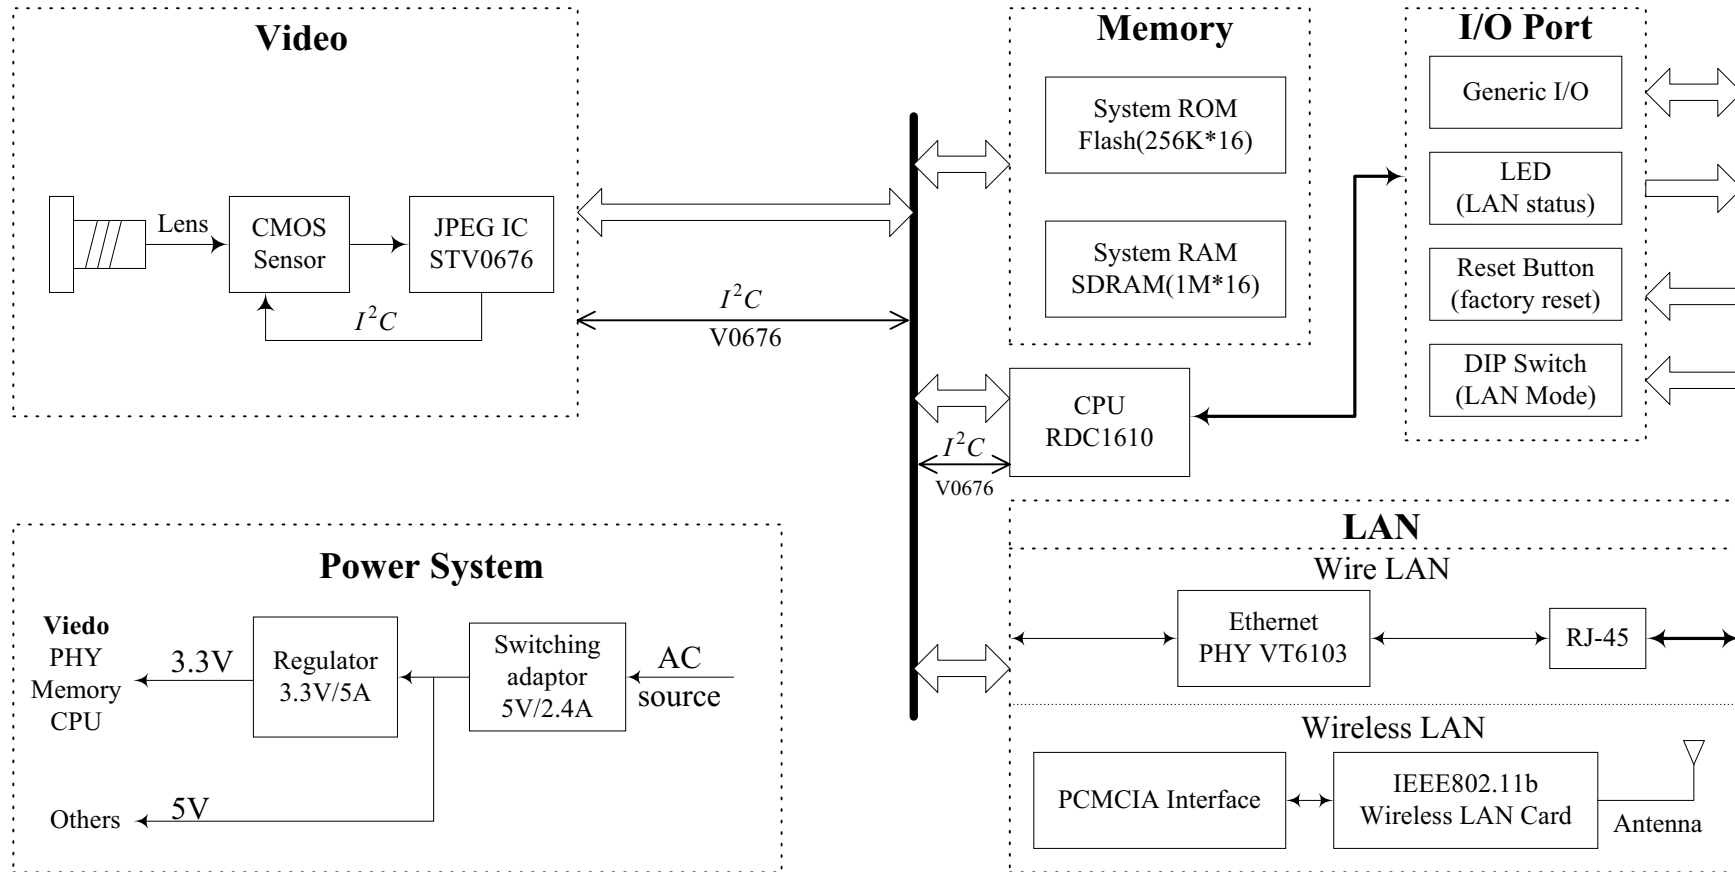 Video
Lens
CMOS
Sensor
JPEG IC
STV0676
I²C
I²C
V0676
Memory
System ROM
Flash(256K*16)
System RAM
SDRAM(1M*16)
CPU
RDC1610
I²C
V0676
I/O Port
Generic I/O
LED
(LAN status)
Reset Button
(factory reset)
DIP Switch
(LAN Mode)
Power System
Viedo
PHY
Memory
CPU
3.3V
Regulator
3.3V/5A
Switching
adaptor
5V/2.4A
AC
source
Others
5V
LAN
Wire LAN
Ethernet
PHY VT6103
RJ-45
Wireless LAN
PCMCIA Interface
IEEE802.11b
Wireless LAN Card
Antenna